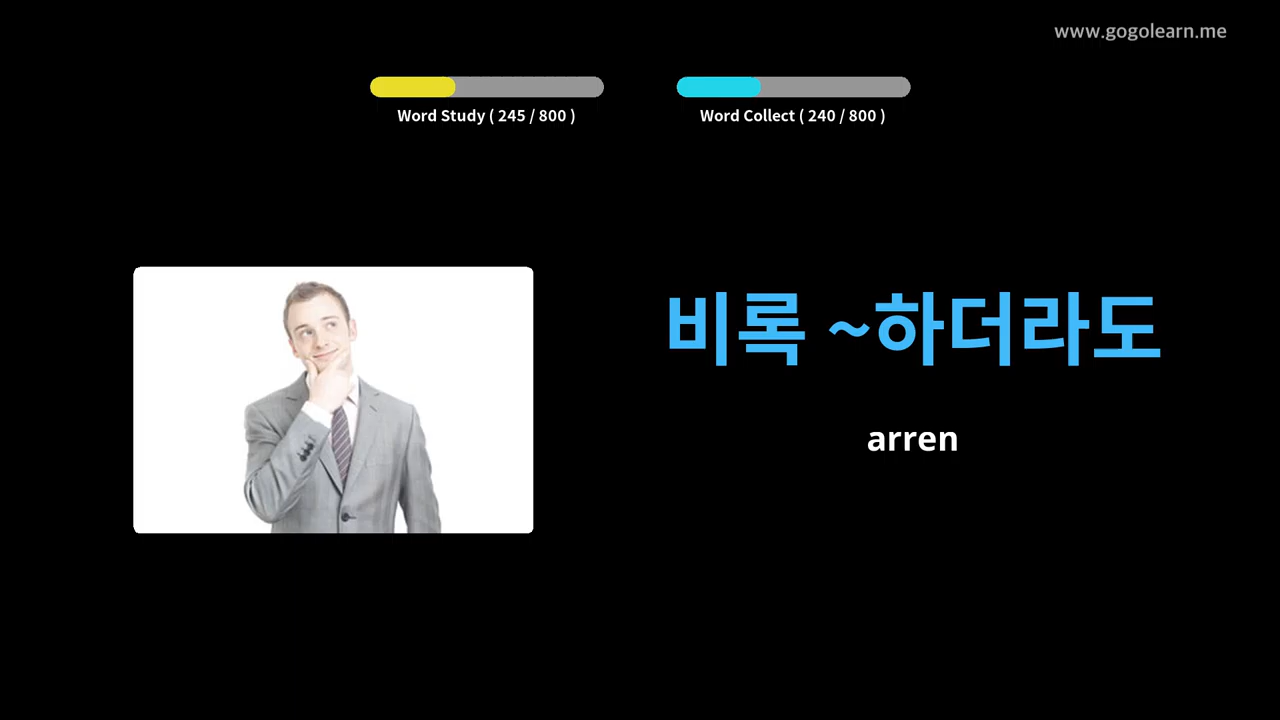 www.gogolearn.me
Word Study ( 245 / 800 )
Word Collect ( 240 / 800 )
비록 ~하더라도
arren